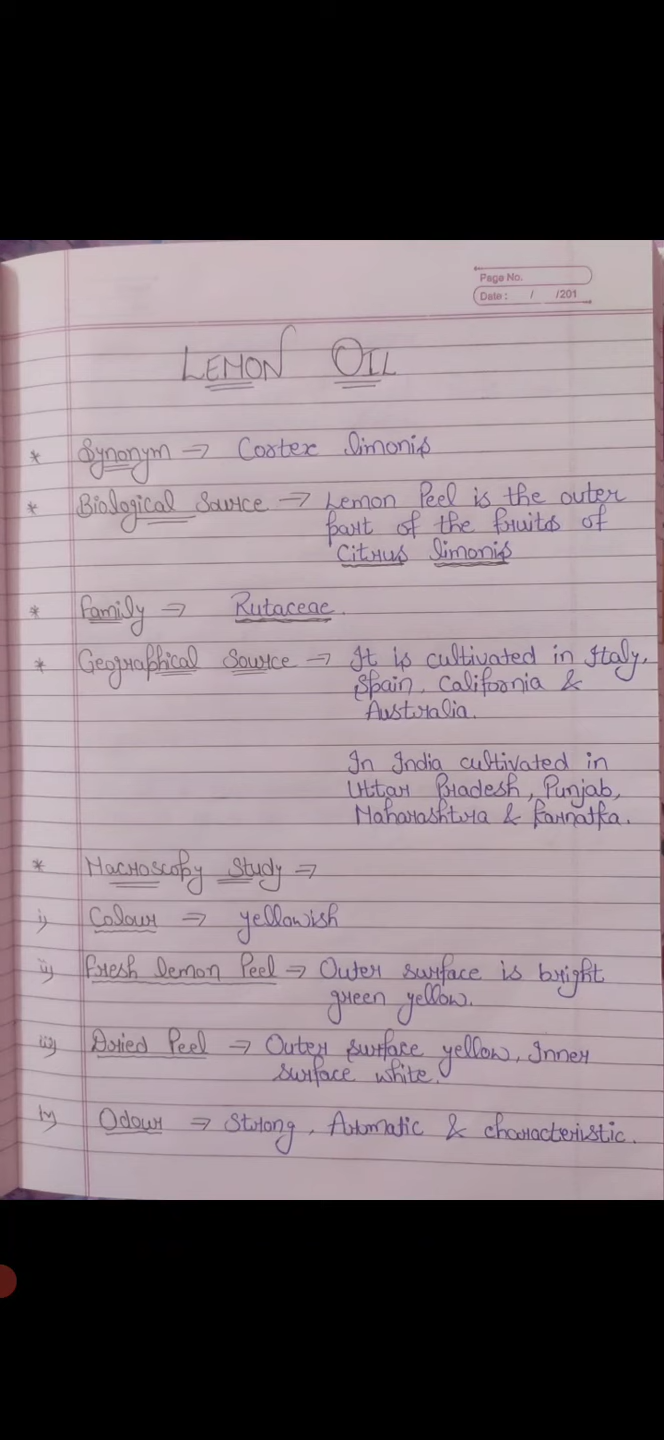 Page No.
Date : / /201
LEMON OIL
* Synonym → Cortex limonis
* Biological Source → Lemon Peel is the outer
part of the fruits of
Citrus limonis
* Family ⇒ Rutaceae.
* Geographical Source → It is cultivated in Italy,
Spain, California &
Australia.
In India cultivated in
Uttar Pradesh, Punjab,
Maharashtra & Karnatka.
* Macroscopy Study ⇒
i) Colour ⇒ yellowish
ii) Fresh lemon Peel → Outer surface is bright
green yellow.
iii) Dried Peel → Outer surface yellow, Inner
surface white.
iv) Odour ⇒ Strong, Aromatic & characteristic.